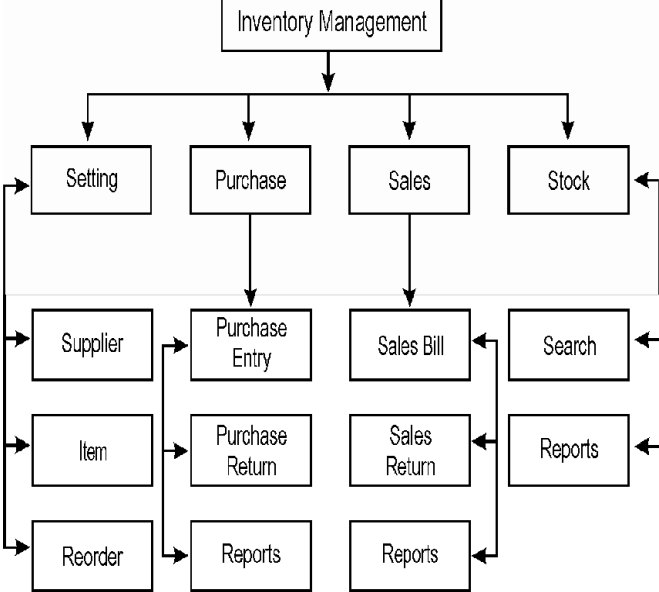 Inventory Management
Setting
Purchase
Sales
Stock
Supplier
Purchase
Entry
Sales Bill
Search
Item
Purchase
Return
Sales
Return
Reports
Reorder
Reports
Reports